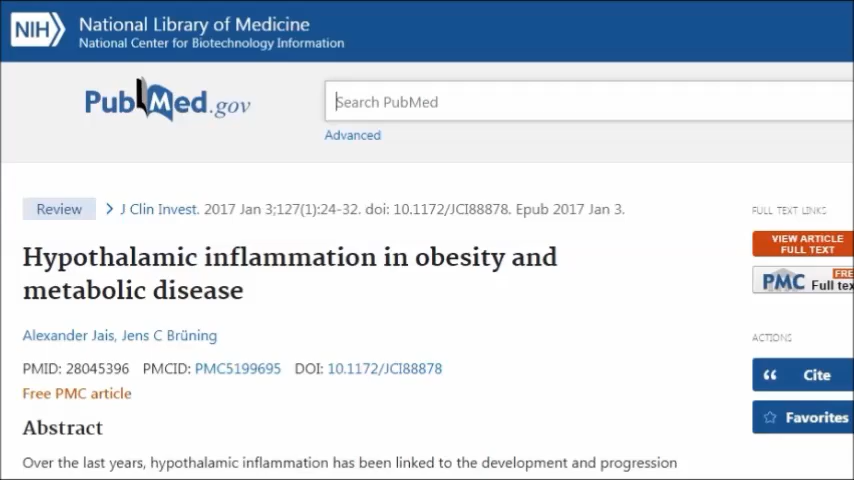 NIH National Library of Medicine
National Center for Biotechnology Information
PubMed.gov
Search PubMed
Advanced
Review
J Clin Invest. 2017 Jan 3;127(1):24-32. doi: 10.1172/JCI88878. Epub 2017 Jan 3.
Hypothalamic inflammation in obesity and
metabolic disease
Alexander Jais, Jens C Brüning
PMID: 28045396 PMCID: PMC5199695 DOI: 10.1172/JCI88878
Free PMC article
Abstract
Over the last years, hypothalamic inflammation has been linked to the development and progression
FULL TEXT LINKS
VIEW ARTICLE
FULL TEXT
PMC FREE
Full tex
ACTIONS
Cite
Favorites